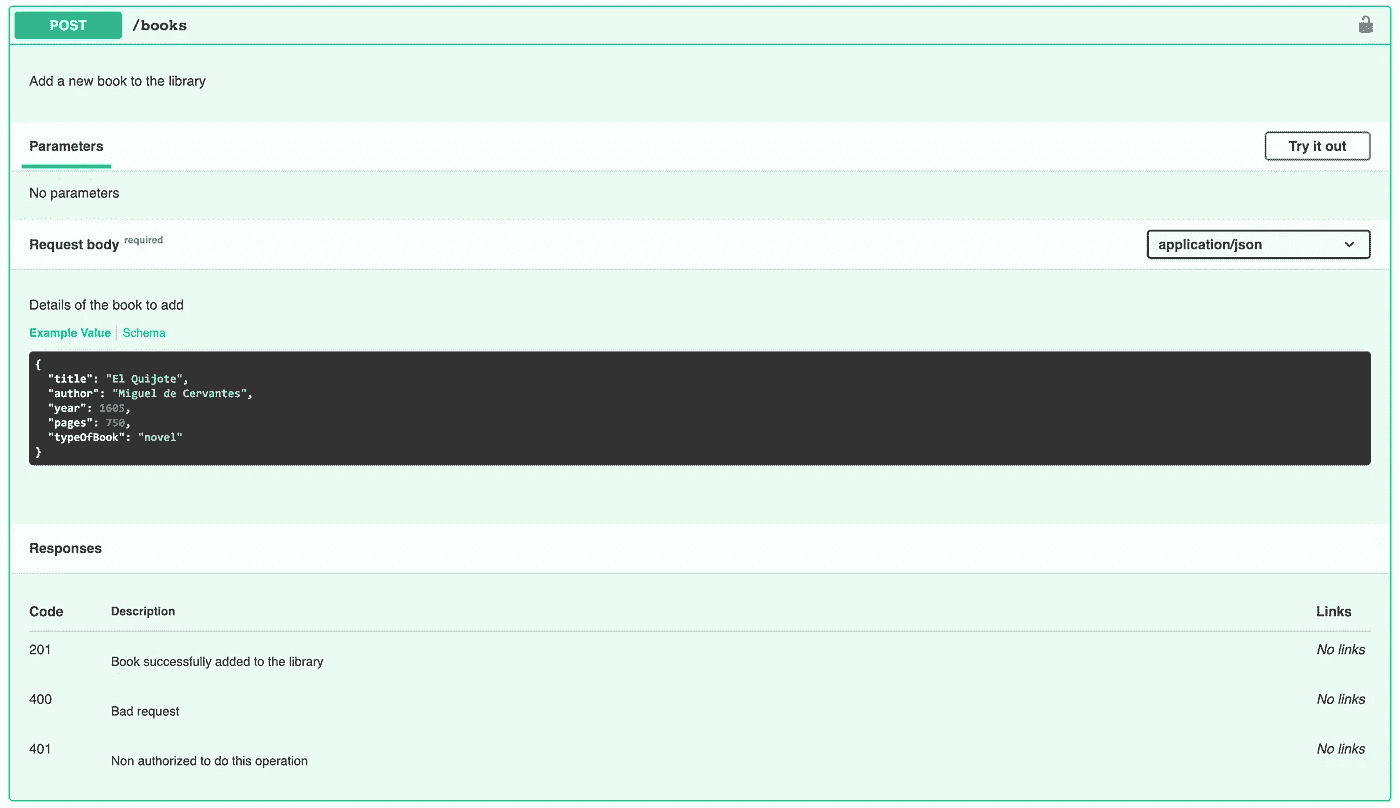 POST /books
Add a new book to the library
Parameters Try it out
No parameters
Request body required application/json
Details of the book to add
Example Value Schema
{
"title": "El Quijote",
"author": "Miguel de Cervantes",
"year": 1605,
"pages": 750,
"typeOfBook": "novel"
}
Responses
Code Description Links
201 No links
Book successfully added to the library
400 No links
Bad request
401 No links
Non authorized to do this operation